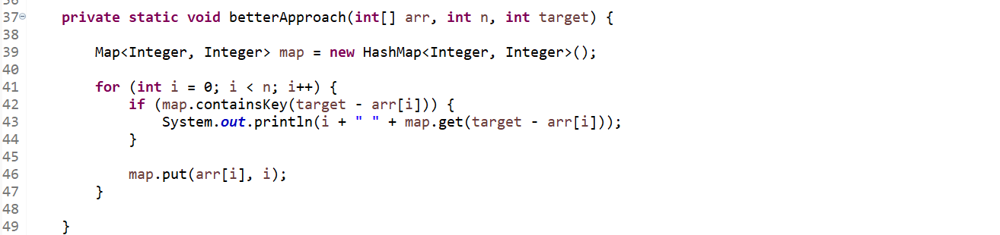 37 private static void betterApproach(int[] arr, int n, int target) {
38
39 Map<Integer, Integer> map = new HashMap<Integer, Integer>();
40
41 for (int i = 0; i < n; i++) {
42 if (map.containsKey(target - arr[i])) {
43 System.out.println(i + " " + map.get(target - arr[i]));
44 }
45
46 map.put(arr[i], i);
47 }
48
49 }